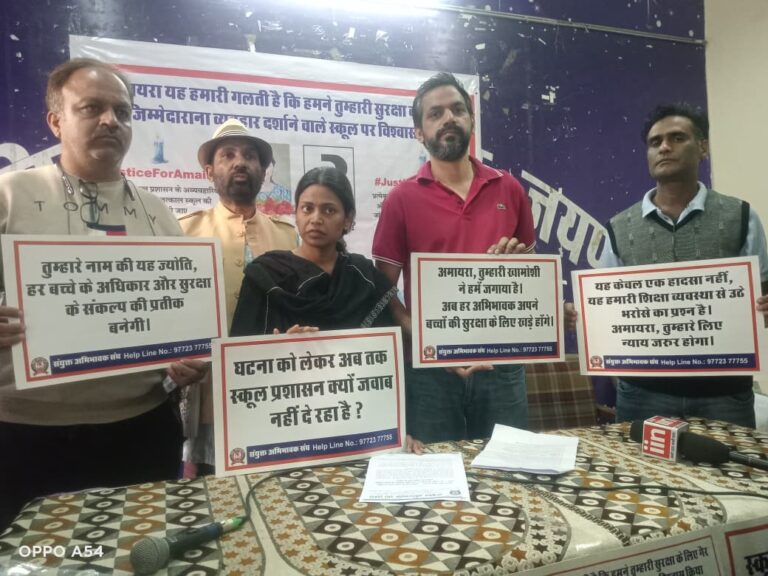 यह हमारी गलती है कि हमने तुम्हारी सुरक्षा
जिम्मेदाराना व्यवहार दर्शाने वाले स्कूल पर
TOMMY
तुम्हारे नाम की यह ज्योति,
हर बच्चे के अधिकार और सुरक्षा
के संकल्प की प्रतीक
बनेगी।
संयुक्त अभिभावक संघ Help Line No.: 97723 77755
घटना को लेकर अब तक
स्कूल प्रशासन क्यों जवाब
नहीं दे रहा है ?
संयुक्त अभिभावक संघ Help Line No.: 97723 77755
अमायरा, तुम्हारी खामोशी
ने हमें जगाया है।
अब हर अभिभावक अपने
बच्चों की सुरक्षा के लिए खड़े होंगे।
संयुक्त अभिभावक संघ Help Line No.: 97723 77755
यह केवल एक हादसा नहीं,
यह हमारी शिक्षा व्यवस्था से उठे
भरोसे का प्रश्न है।
अमायरा, तुम्हारे लिए
न्याय जरुर होगा।
संयुक्त अभिभावक संघ Help Line No.: 97723 77755
iin
कि हमने तुम्हारी सुरक्षा के लिए
OPPO A54